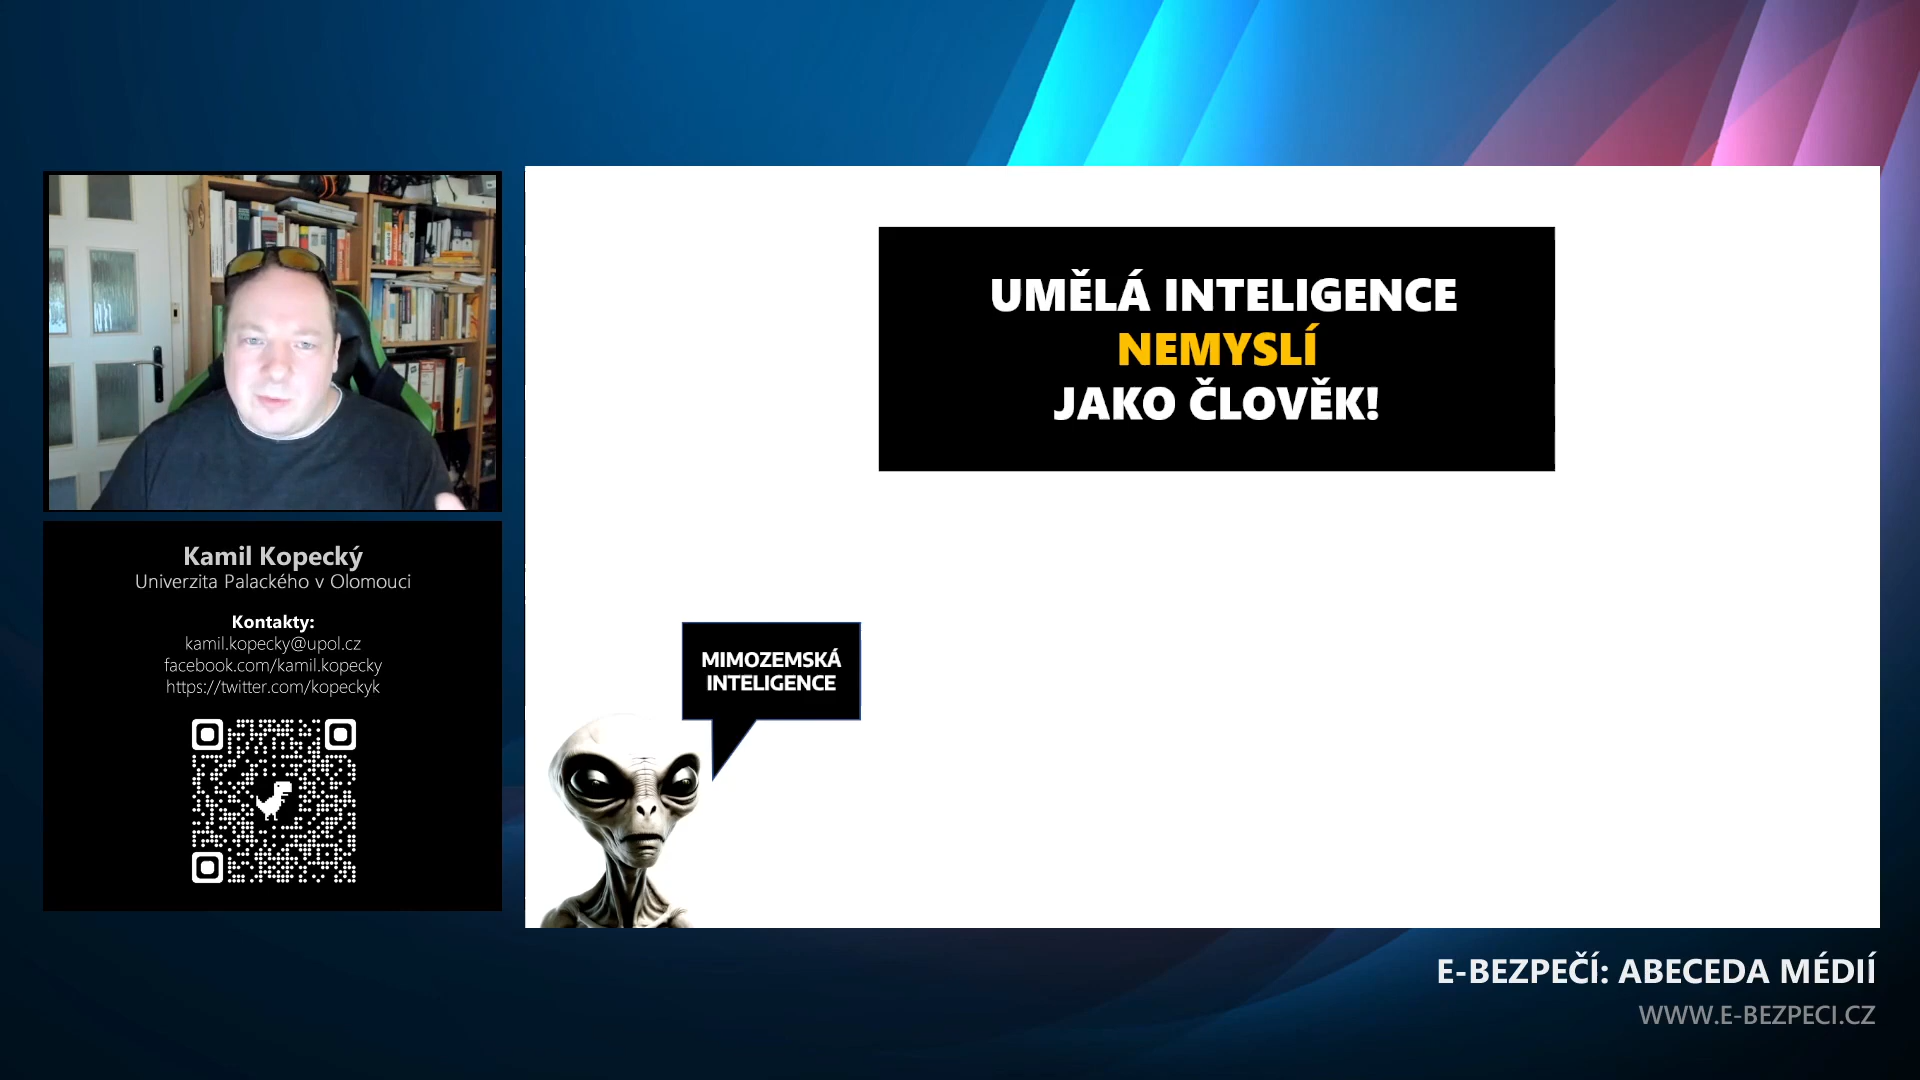 UMĚLÁ INTELIGENCE
NEMYSLÍ
JAKO ČLOVĚK!
Kamil Kopecký
Univerzita Palackého v Olomouci
Kontakty:
kamil.kopecky@upol.cz
facebook.com/kamil.kopecky
https://twitter.com/kopeckyk
MIMOZEMSKÁ
INTELIGENCE
E-BEZPEČÍ: ABECEDA MÉDIÍ
WWW.E-BEZPECI.CZ